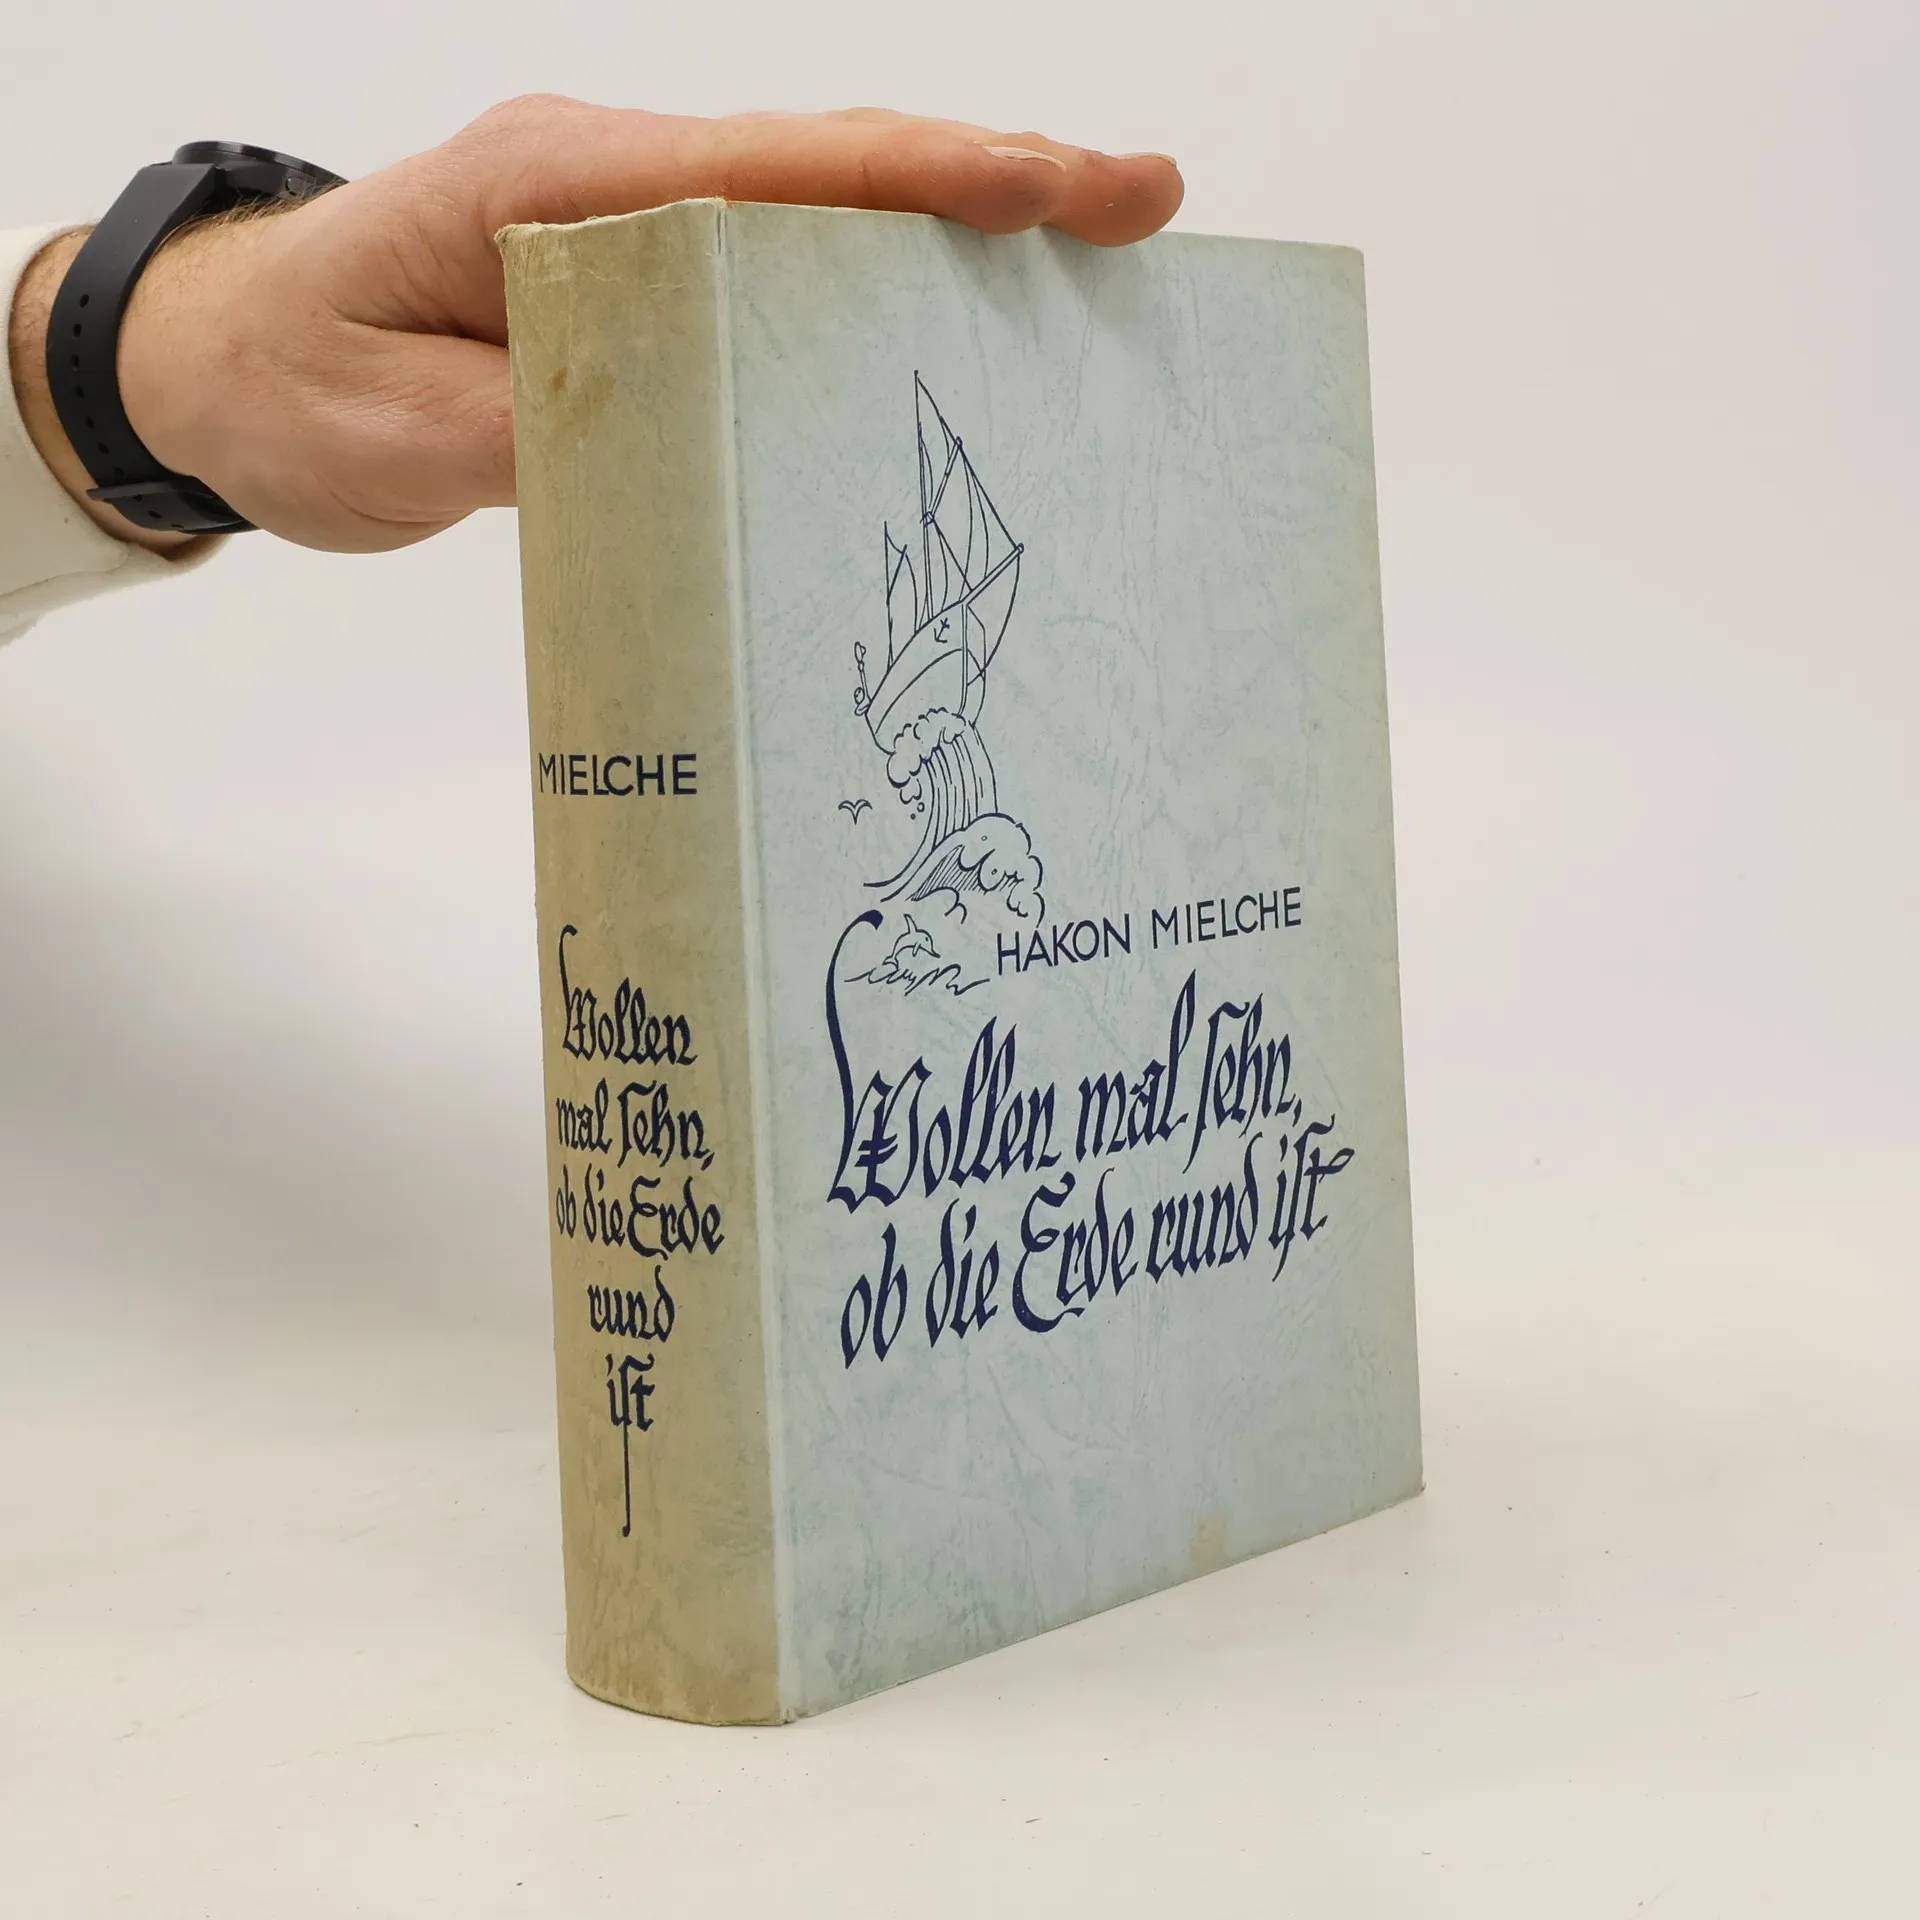 MIELCHE
Wollen
mal ſehn,
ob die Erde
rund
iſt
HAKON MIELCHE
Wollen mal ſehn,
ob die Erde rund iſt